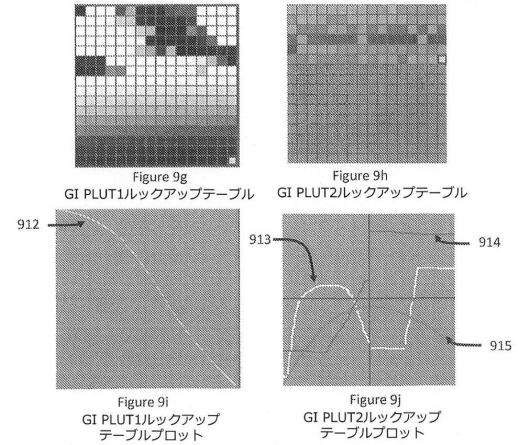 Figure 9g
GI PLUT1ルックアップテーブル
Figure 9h
GI PLUT2ルックアップテーブル
912
913
914
915
Figure 9i
GI PLUT1ルックアップ
テーブルプロット
Figure 9j
GI PLUT2ルックアップ
テーブルプロット